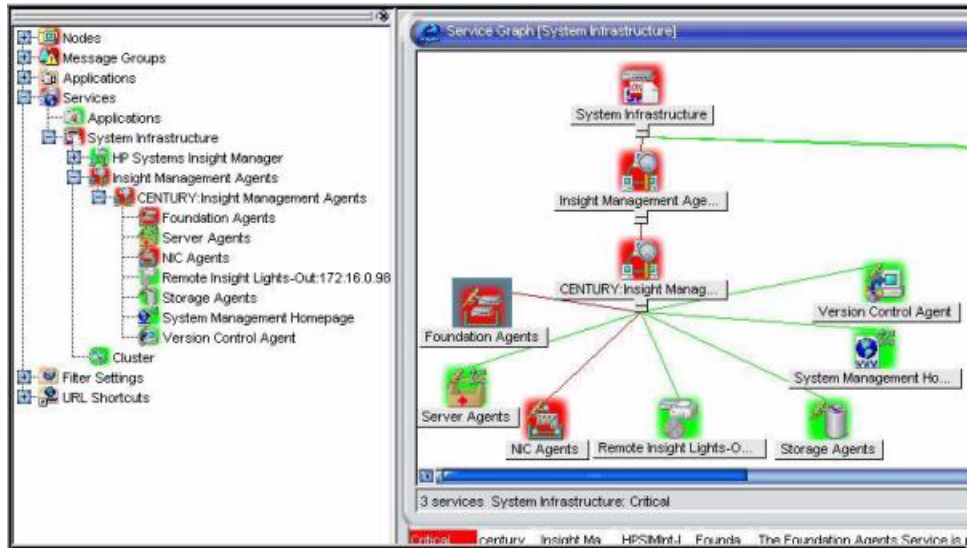 Nodes
Message Groups
Applications
Services
Applications
System Infrastructure
HP Systems Insight Manager
Insight Management Agents
CENTURY:Insight Management Agents
Foundation Agents
Server Agents
NIC Agents
Remote Insight Lights-Out:172.16.0.98
Storage Agents
System Management Homepage
Version Control Agent
Cluster
Filter Settings
URL Shortcuts
Service Graph [System Infrastructure]
System Infrastructure
Insight Management Age...
CENTURY:Insight Manag...
Foundation Agents
Version Control Agent
System Management Ho...
Server Agents
NIC Agents
Remote Insight Lights-O...
Storage Agents
3 services System Infrastructure: Critical
Critical century Insight Ma Founda The Foundation Agents Service is